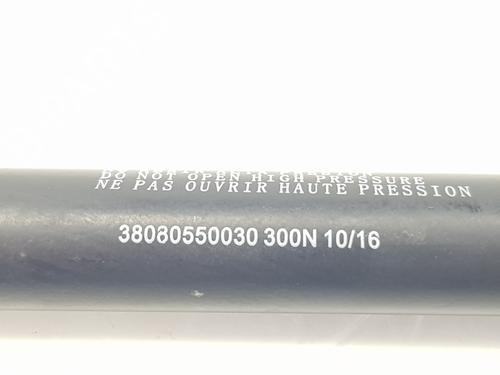 DO NOT OPEN HIGH PRESSURE
NE PAS OUVRIR HAUTE PRESSION
38080550030 300N 10/16